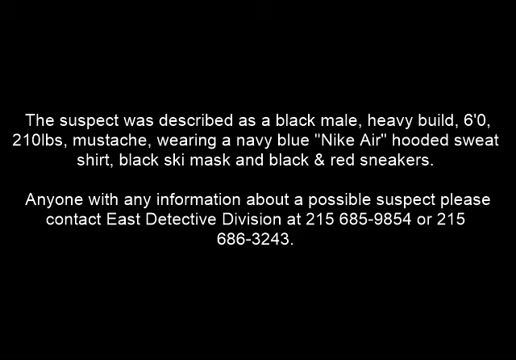 The suspect was described as a black male, heavy build, 6'0,
210lbs, mustache, wearing a navy blue "Nike Air" hooded sweat
shirt, black ski mask and black & red sneakers.
Anyone with any information about a possible suspect please
contact East Detective Division at 215 685-9854 or 215
686-3243.